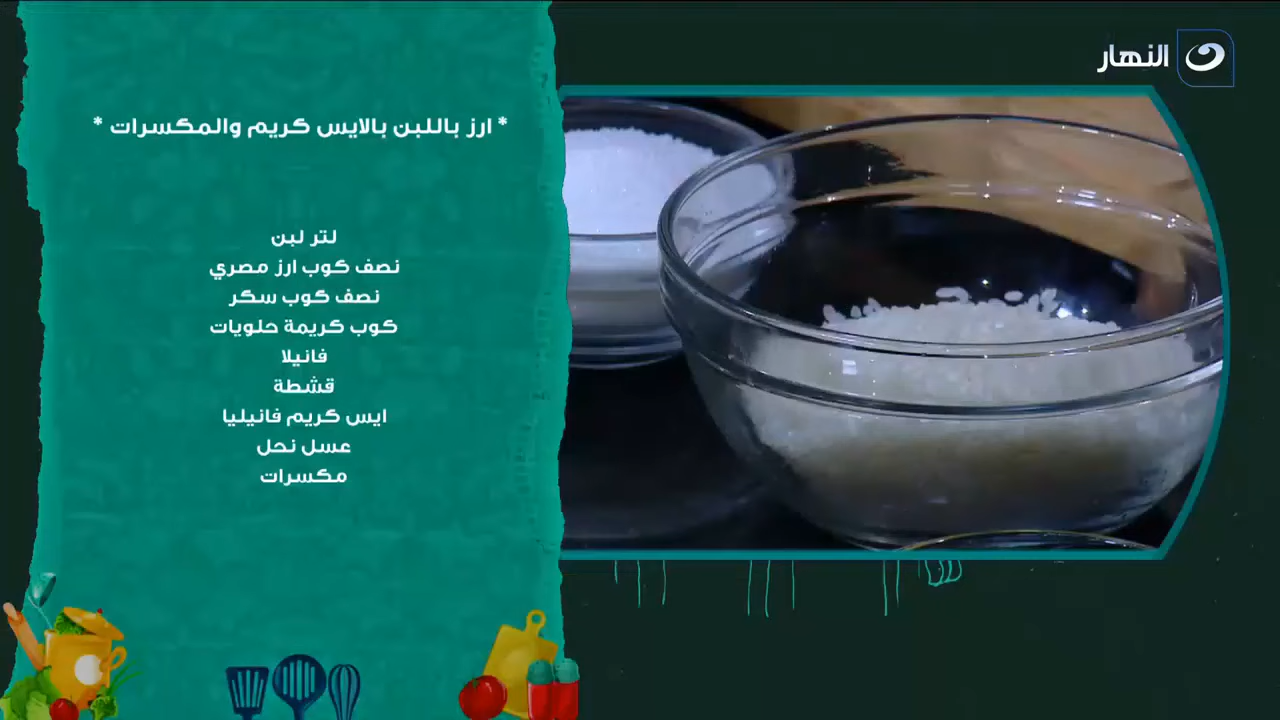 النهار
* ارز باللبن بالايس كريم والمكسرات *
لتر لبن
نصف كوب ارز مصري
نصف كوب سكر
كوب كريمة حلويات
فانيلا
قشطة
ايس كريم فانيليا
عسل نحل
مكسرات